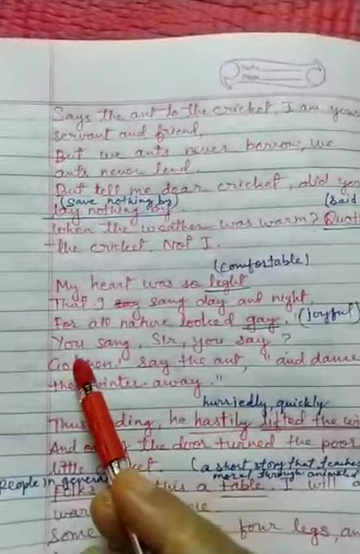 Says the ant to the cricket, I am your
servant and friend,
But we ants never borrow, we
ants never lend.
But tell me dear cricket, did you
(save nothing by)
lay nothing by
(Said
When the weather was warm? Quoth
the cricket, Not I.
(comfortable)
My heart was so light
That I sang day and night,
For all nature looked gay. (joyful)
You sang, Sir, you say?
Go then," say the ant, "and dance
the winter away."
hurriedly, quickly
Thus ending, he hastily lifted the
And out the door turned the poor
little cricket (a short story that teaches
moral through animals
People in general
Folks this a fable. I will
four legs, and